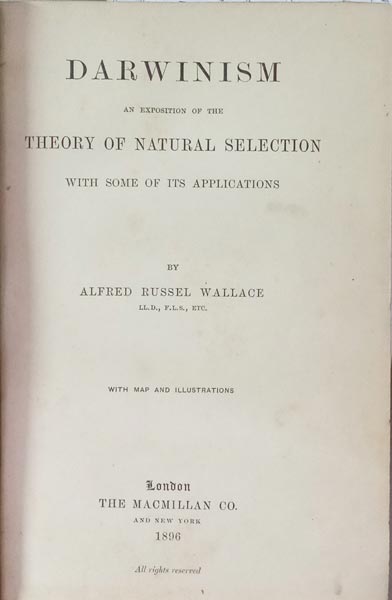 DARWINISM
AN EXPOSITION OF THE
THEORY OF NATURAL SELECTION
WITH SOME OF ITS APPLICATIONS
BY
ALFRED RUSSEL WALLACE
LL.D., F.L.S., ETC.
WITH MAP AND ILLUSTRATIONS
London
THE MACMILLAN CO.
AND NEW YORK
1896
All rights reserved